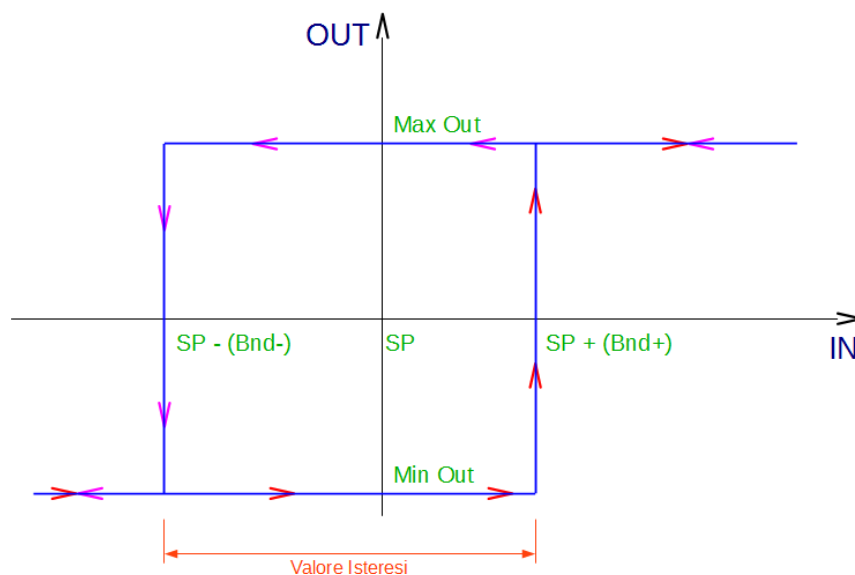 OUT
Max Out
SP - (Bnd-)
SP
SP + (Bnd+)
IN
Min Out
Valore Isteresi